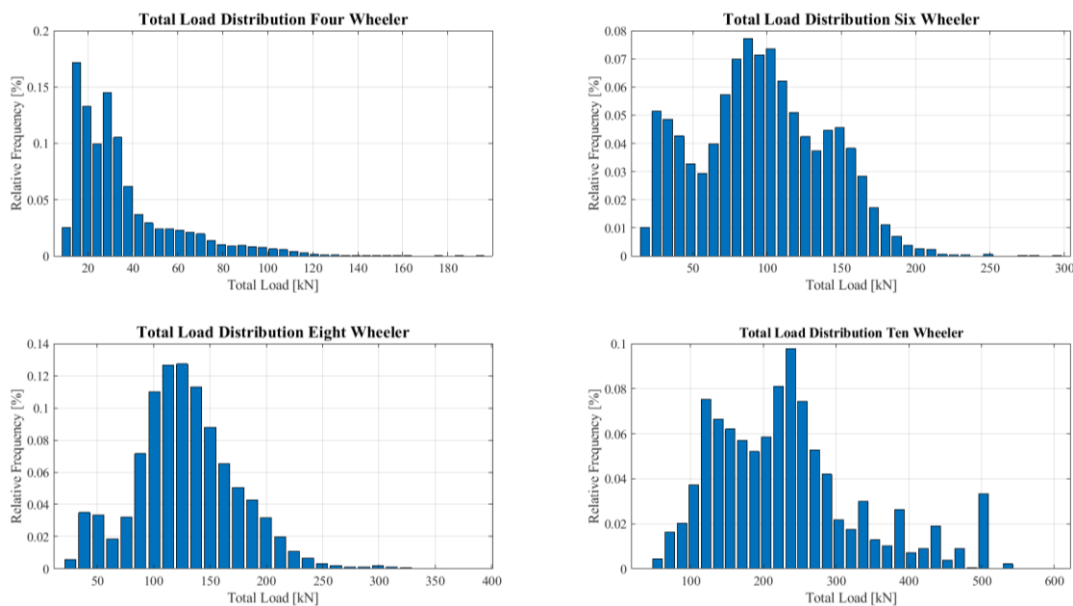 Total Load Distribution Four Wheeler
0.2
0.15
0.1
0.05
0
Relative Frequency [%]
20 40 60 80 100 120 140 160 180
Total Load [kN]
Total Load Distribution Six Wheeler
0.08
0.07
0.06
0.05
0.04
0.03
0.02
0.01
0
Relative Frequency [%]
50 100 150 200 250 300
Total Load [kN]
Total Load Distribution Eight Wheeler
0.14
0.12
0.1
0.08
0.06
0.04
0.02
0
Relative Frequency [%]
50 100 150 200 250 300 350 400
Total Load [kN]
Total Load Distribution Ten Wheeler
0.1
0.08
0.06
0.04
0.02
0
Relative Frequency [%]
100 200 300 400 500 600
Total Load [kN]